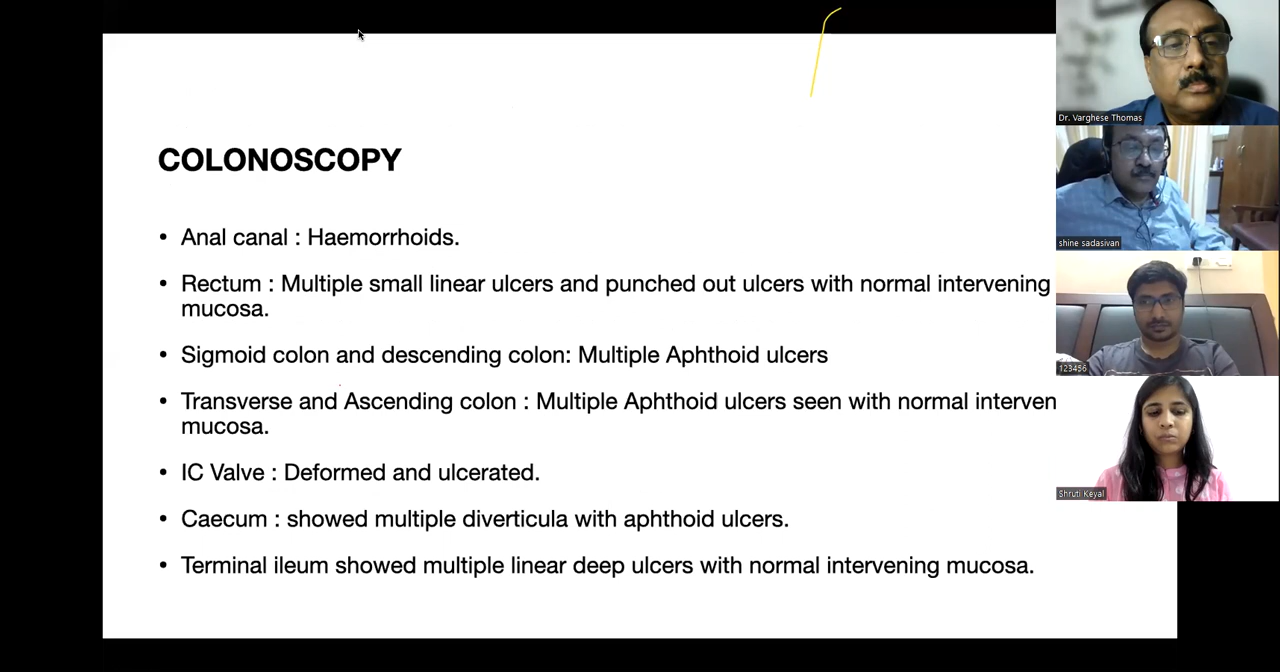 COLONOSCOPY
• Anal canal : Haemorrhoids.
• Rectum : Multiple small linear ulcers and punched out ulcers with normal intervening
mucosa.
• Sigmoid colon and descending colon: Multiple Aphthoid ulcers
• Transverse and Ascending colon : Multiple Aphthoid ulcers seen with normal interven
mucosa.
• IC Valve : Deformed and ulcerated.
• Caecum : showed multiple diverticula with aphthoid ulcers.
• Terminal ileum showed multiple linear deep ulcers with normal intervening mucosa.
Dr. Varghese Thomas
shine sadasivan
123456
Shruti Keyal